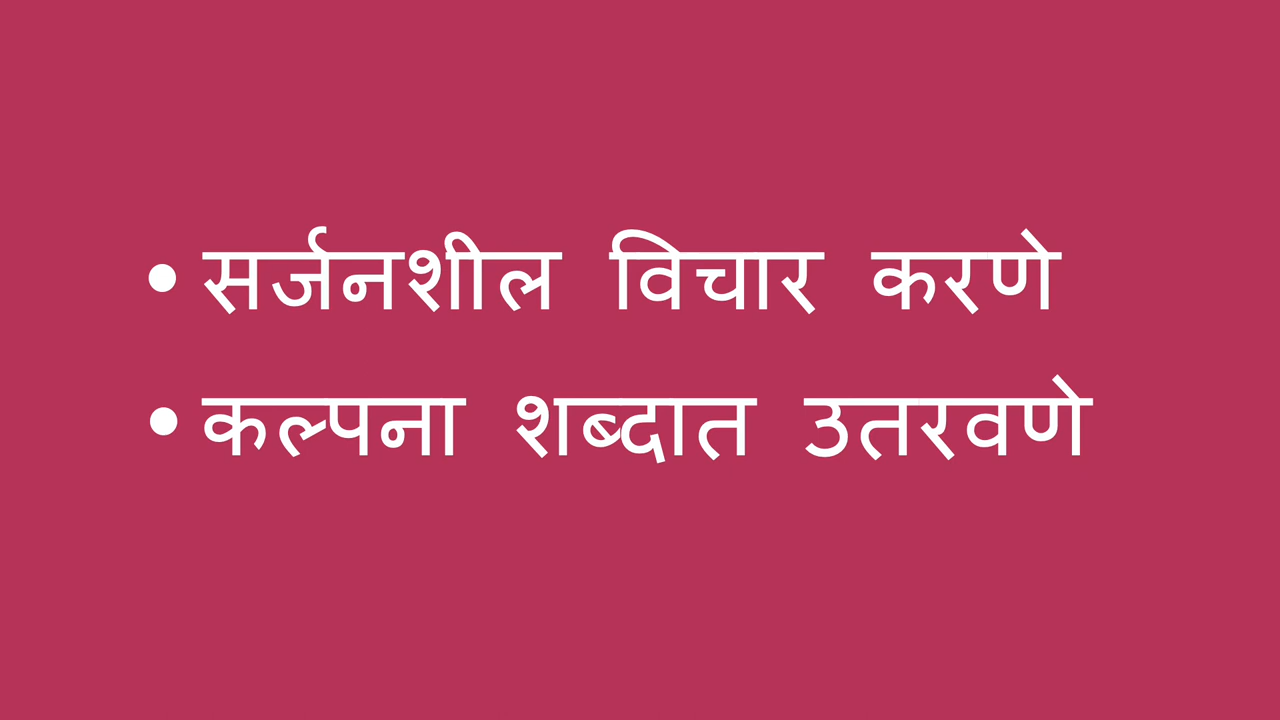 • सर्जनशील विचार करणे
• कल्पना शब्दात उतरवणे